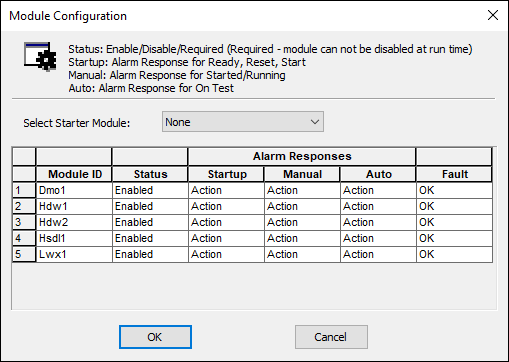 Module Configuration
Status: Enable/Disable/Required (Required - module can not be disabled at run time)
Startup: Alarm Response for Ready, Reset, Start
Manual: Alarm Response for Started/Running
Auto: Alarm Response for On Test
Select Starter Module: None
Alarm Responses
Module ID Status Startup Manual Auto Fault
1 Dmo1 Enabled Action Action Action OK
2 Hdw1 Enabled Action Action Action OK
3 Hdw2 Enabled Action Action Action OK
4 Hsdl1 Enabled Action Action Action OK
5 Lwx1 Enabled Action Action Action OK
OK Cancel